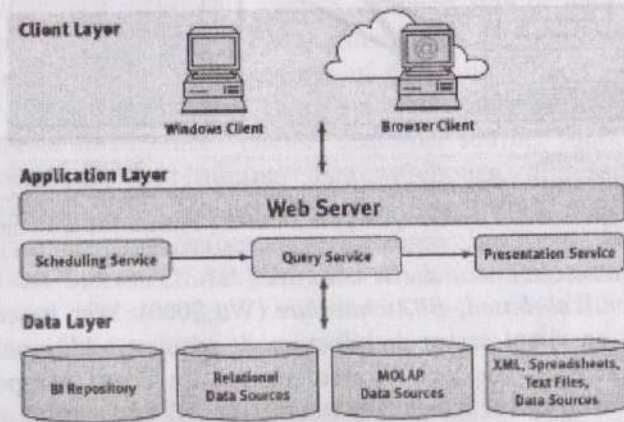 Client Layer
Windows Client
Browser Client
Application Layer
Web Server
Scheduling Service
Query Service
Presentation Service
Data Layer
BI Repository
Relational
Data Sources
MOLAP
Data Sources
XML, Spreadsheets,
Text Files,
Data Sources